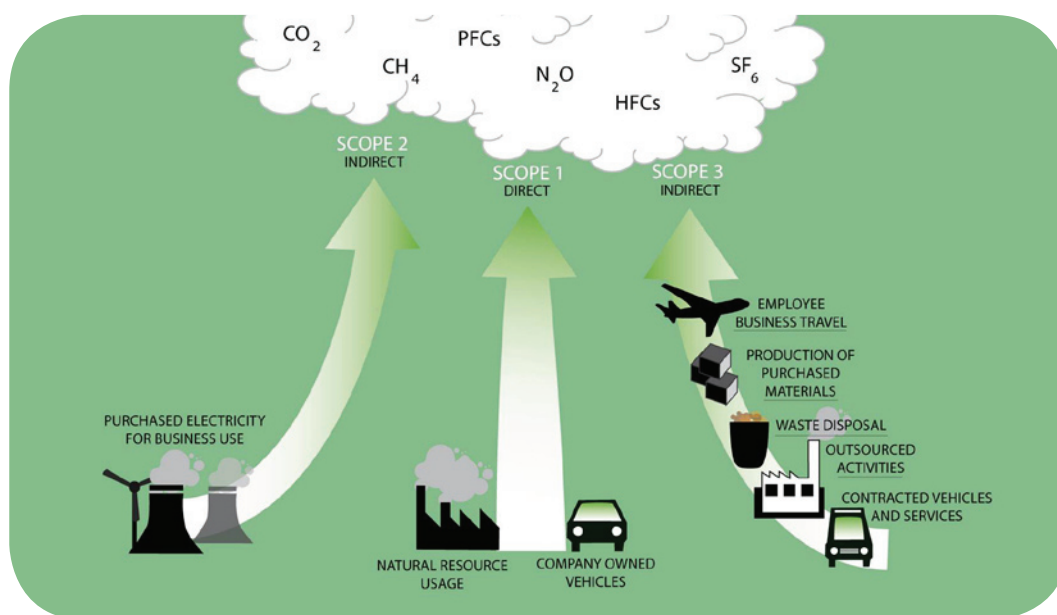 CO2
PFCs
CH4
N2O
SF6
HFCs
SCOPE 2
INDIRECT
SCOPE 1
DIRECT
SCOPE 3
INDIRECT
EMPLOYEE
BUSINESS TRAVEL
PRODUCTION OF
PURCHASED
MATERIALS
WASTE DISPOSAL
OUTSOURCED
ACTIVITIES
CONTRACTED VEHICLES
AND SERVICES
PURCHASED ELECTRICITY
FOR BUSINESS USE
NATURAL RESOURCE
USAGE
COMPANY OWNED
VEHICLES